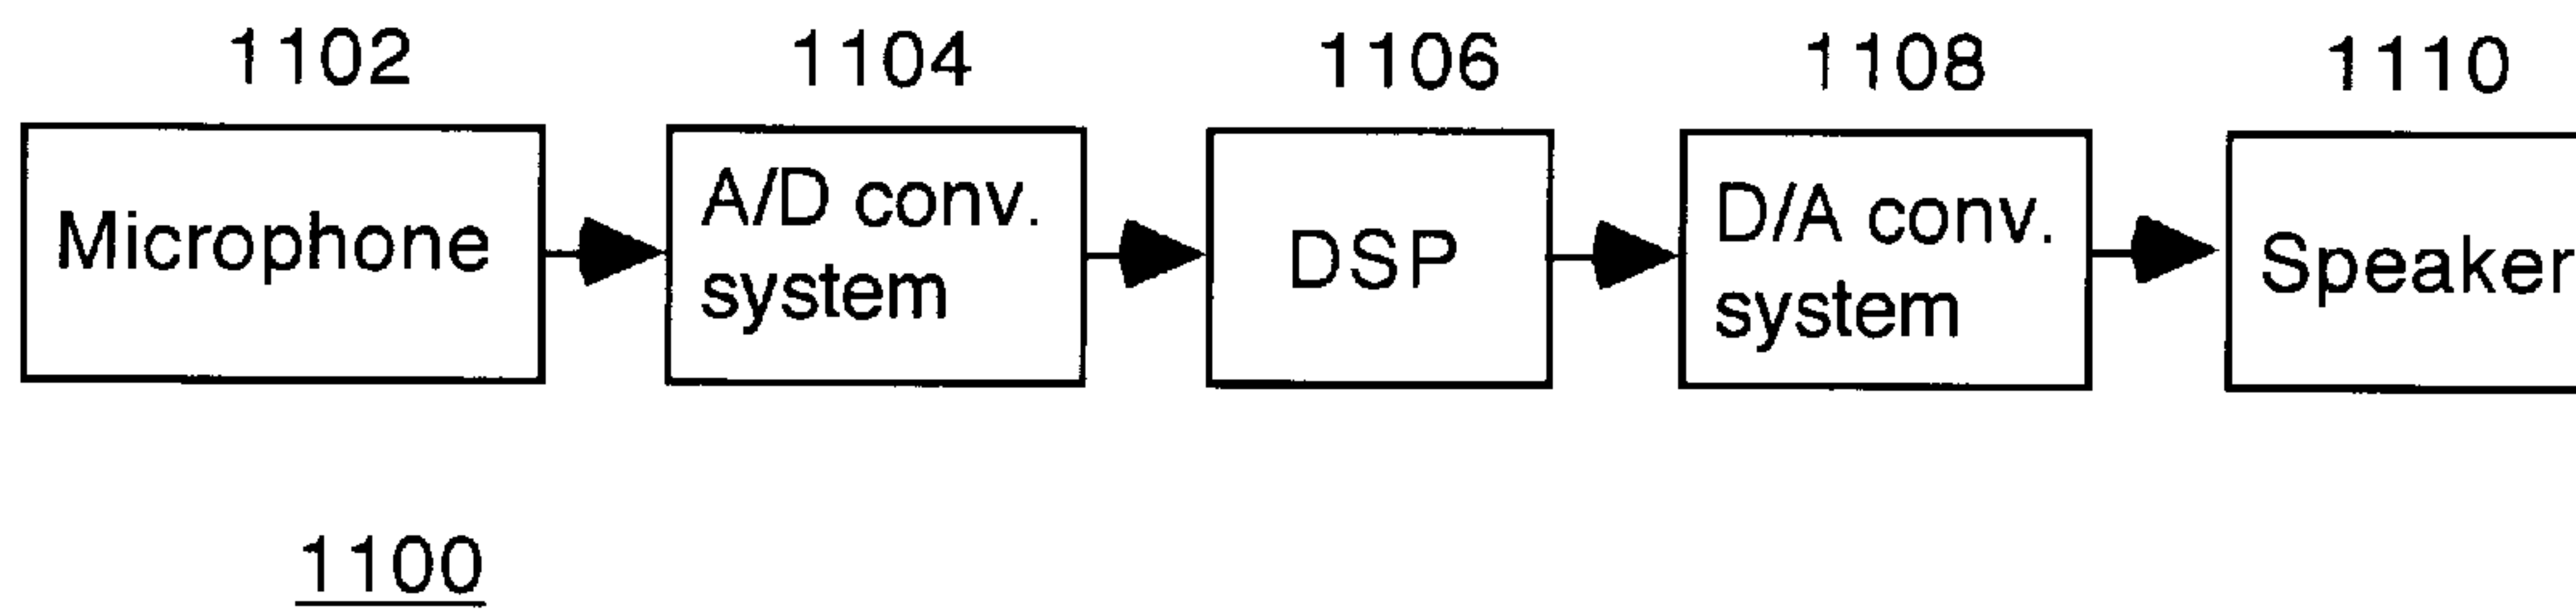 1102
1104
1106
1108
1110
Microphone
A/D conv.
system
DSP
D/A conv.
system
Speaker
1100